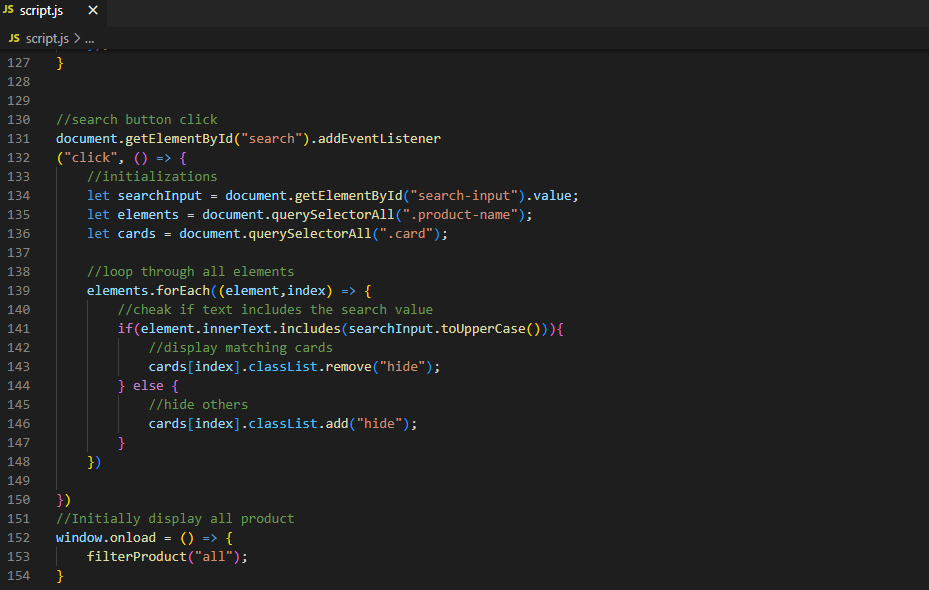 JS script.js ×
JS script.js > ...
127 }
128
129
130 //search button click
131 document.getElementById("search").addEventListener
132 ("click", () => {
133     //initializations
134     let searchInput = document.getElementById("search-input").value;
135     let elements = document.querySelectorAll(".product-name");
136     let cards = document.querySelectorAll(".card");
137
138     //loop through all elements
139     elements.forEach((element,index) => {
140         //cheak if text includes the search value
141         if(element.innerText.includes(searchInput.toUpperCase())){
142             //display matching cards
143             cards[index].classList.remove("hide");
144         } else {
145             //hide others
146             cards[index].classList.add("hide");
147         }
148     })
149
150 })
151 //Initially display all product
152 window.onload = () => {
153     filterProduct("all");
154 }